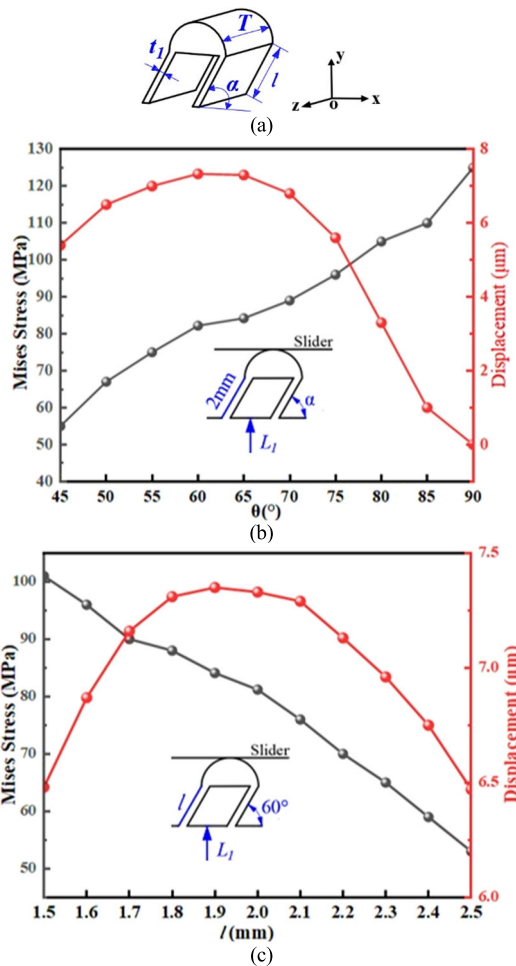 T
t1
α
l
y
x
z
o
(a)
130
120
110
100
90
80
70
60
50
40
Mises Stress (MPa)
8
6
4
2
0
Displacement (μm)
Slider
2mm
α
L1
45 50 55 60 65 70 75 80 85 90
θ(°)
(b)
100
90
80
70
60
50
Mises Stress (MPa)
7.5
7.0
6.5
6.0
Displacement (μm)
Slider
l
60°
L1
1.5 1.6 1.7 1.8 1.9 2.0 2.1 2.2 2.3 2.4 2.5
l (mm)
(c)